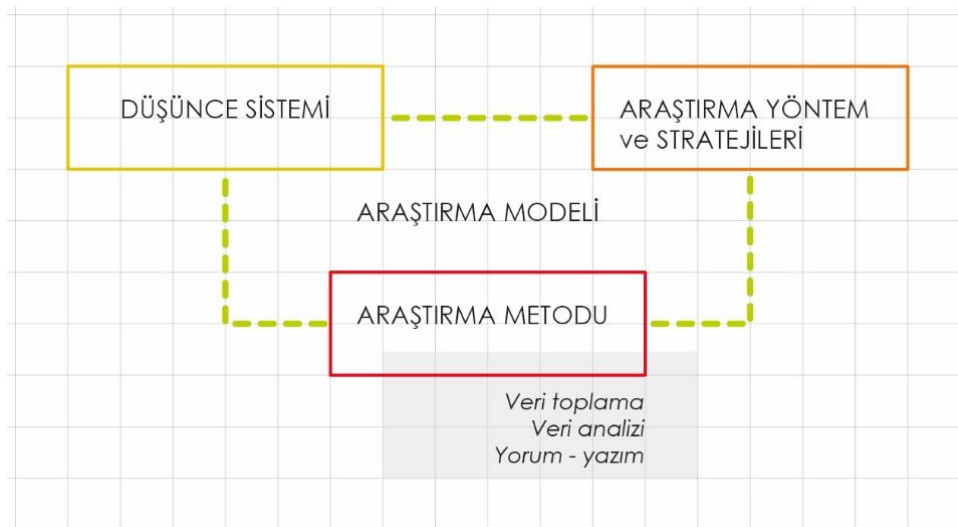 DÜŞÜNCE SİSTEMİ
ARAŞTIRMA YÖNTEM
ve STRATEJİLERİ
ARAŞTIRMA MODELİ
ARAŞTIRMA METODU
Veri toplama
Veri analizi
Yorum - yazım